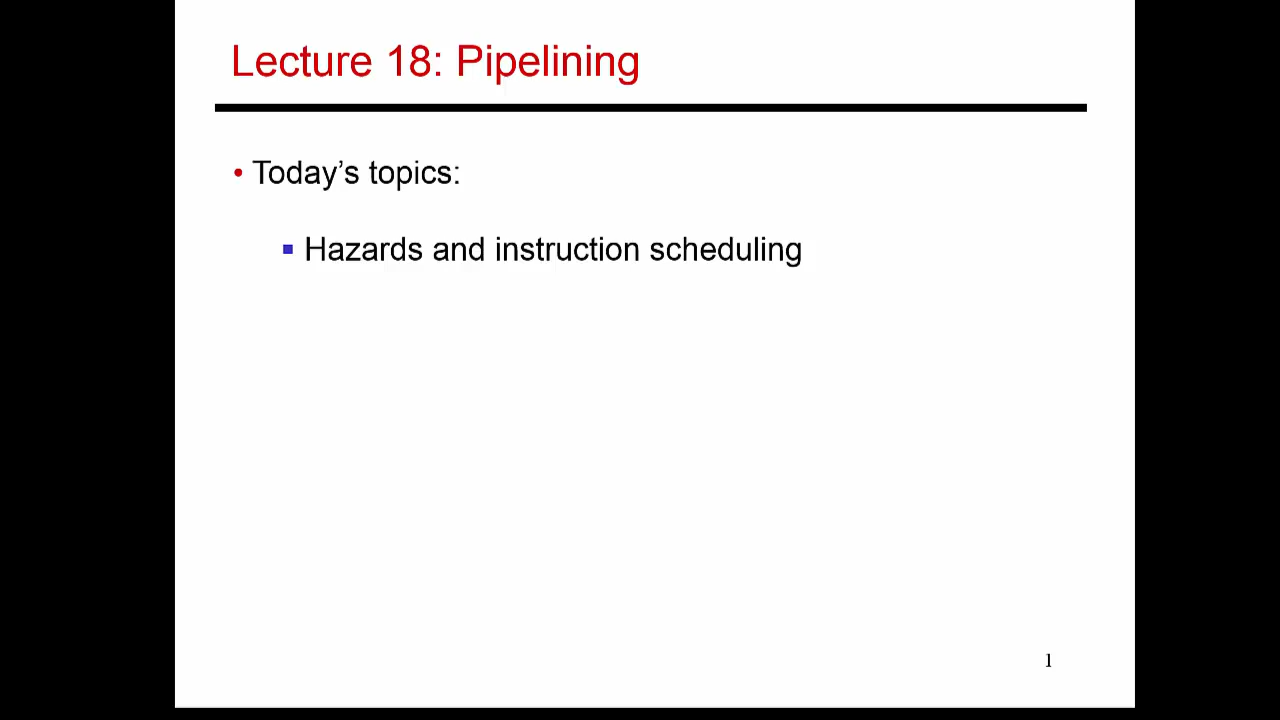 Lecture 18: Pipelining
• Today’s topics:
▪ Hazards and instruction scheduling
1